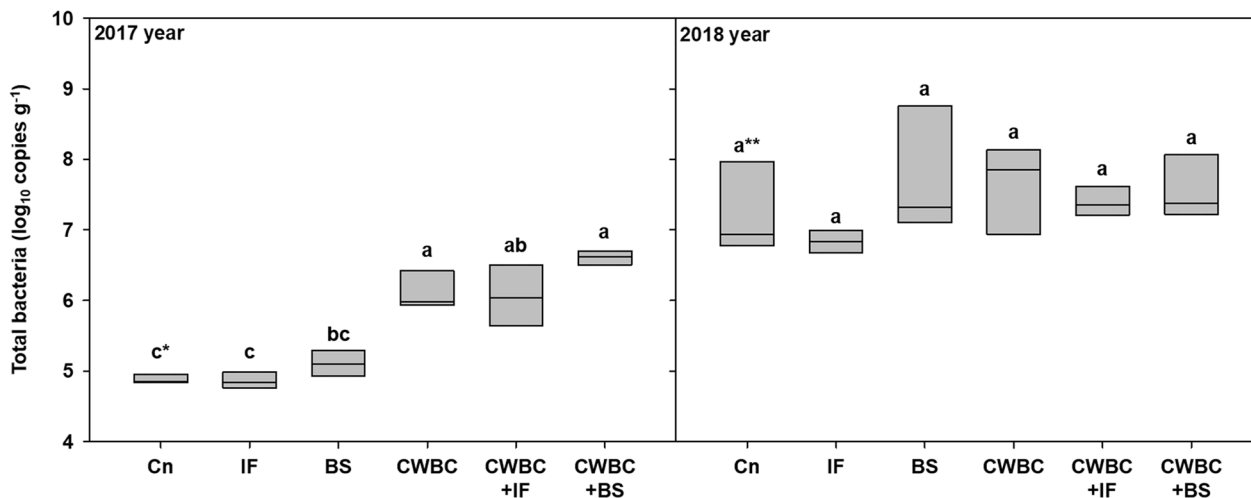 Total bacteria (log10 copies g-1)
10
9
8
7
6
5
4
2017 year
c*
c
bc
a
ab
a
Cn
IF
BS
CWBC
CWBC
+IF
CWBC
+BS
2018 year
a**
a
a
a
a
a
Cn
IF
BS
CWBC
CWBC
+IF
CWBC
+BS